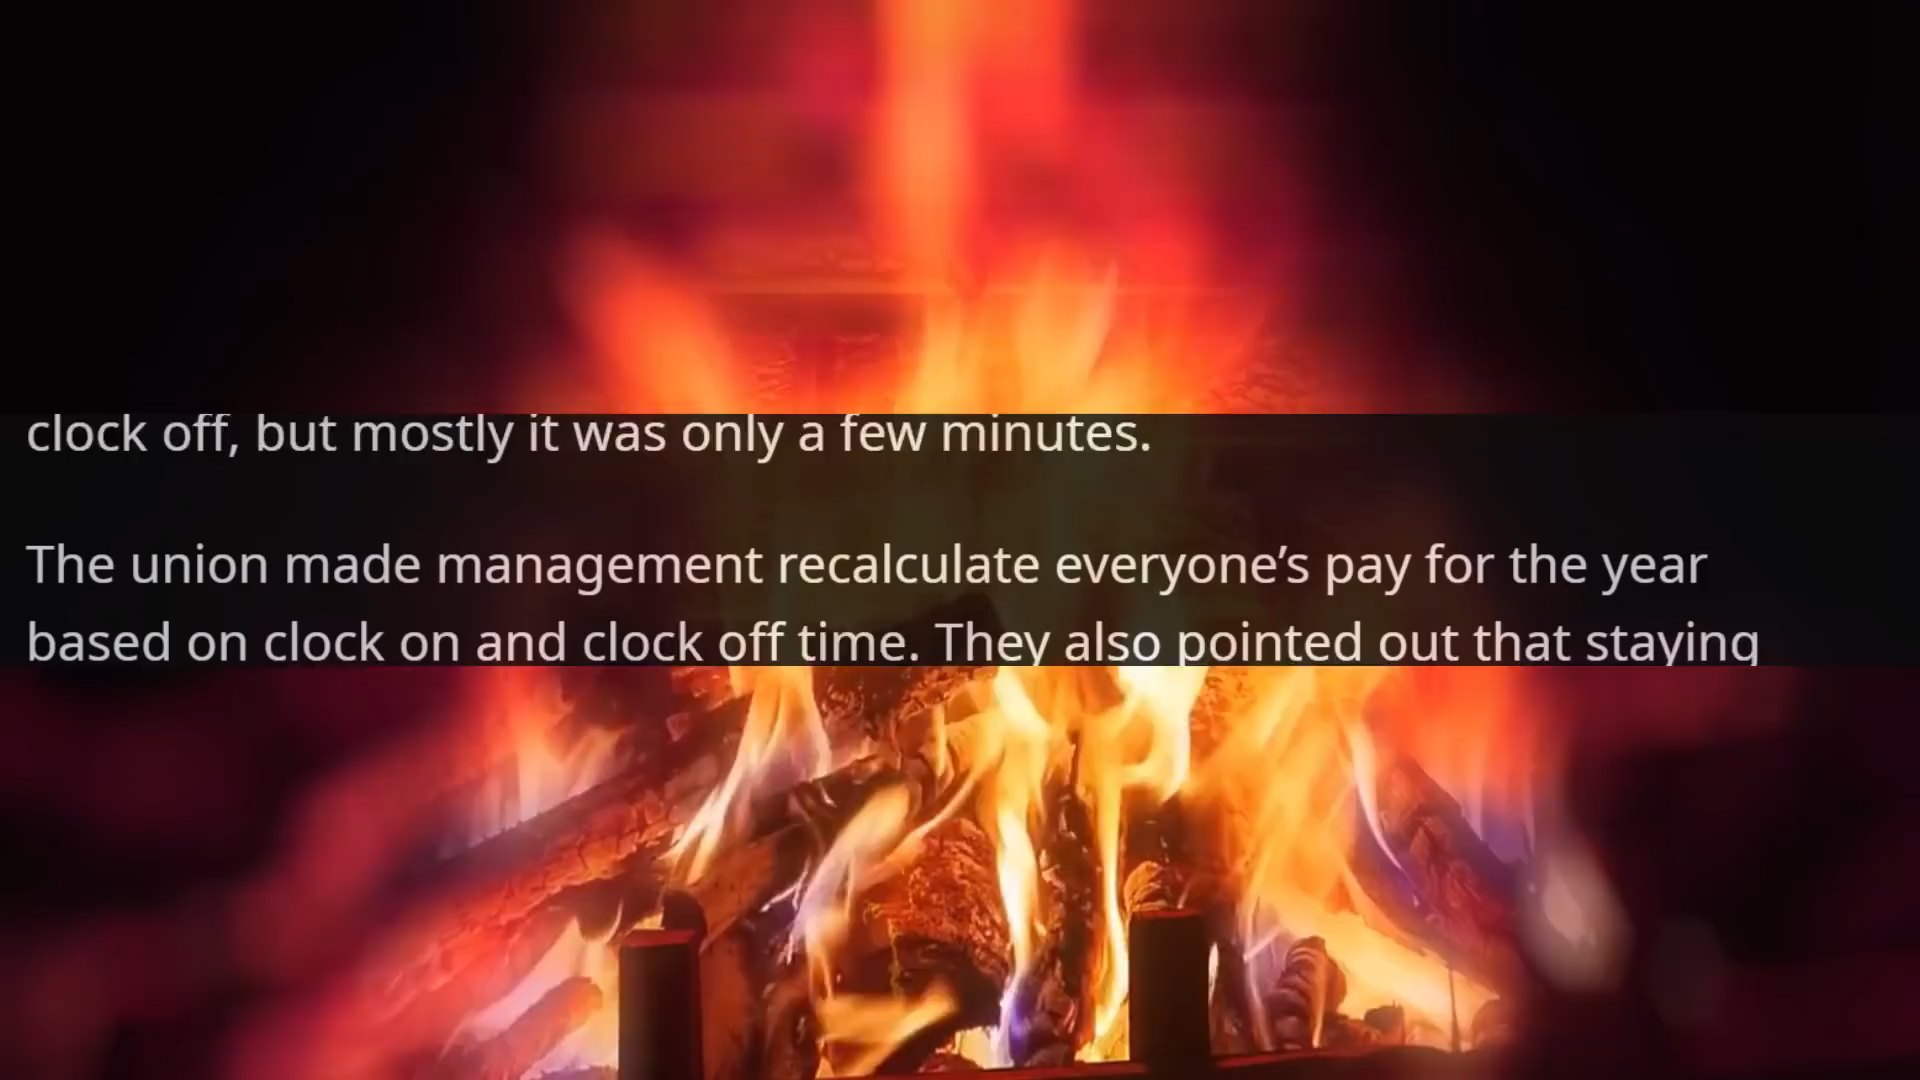 clock off, but mostly it was only a few minutes.
The union made management recalculate everyone’s pay for the year
based on clock on and clock off time. They also pointed out that staying